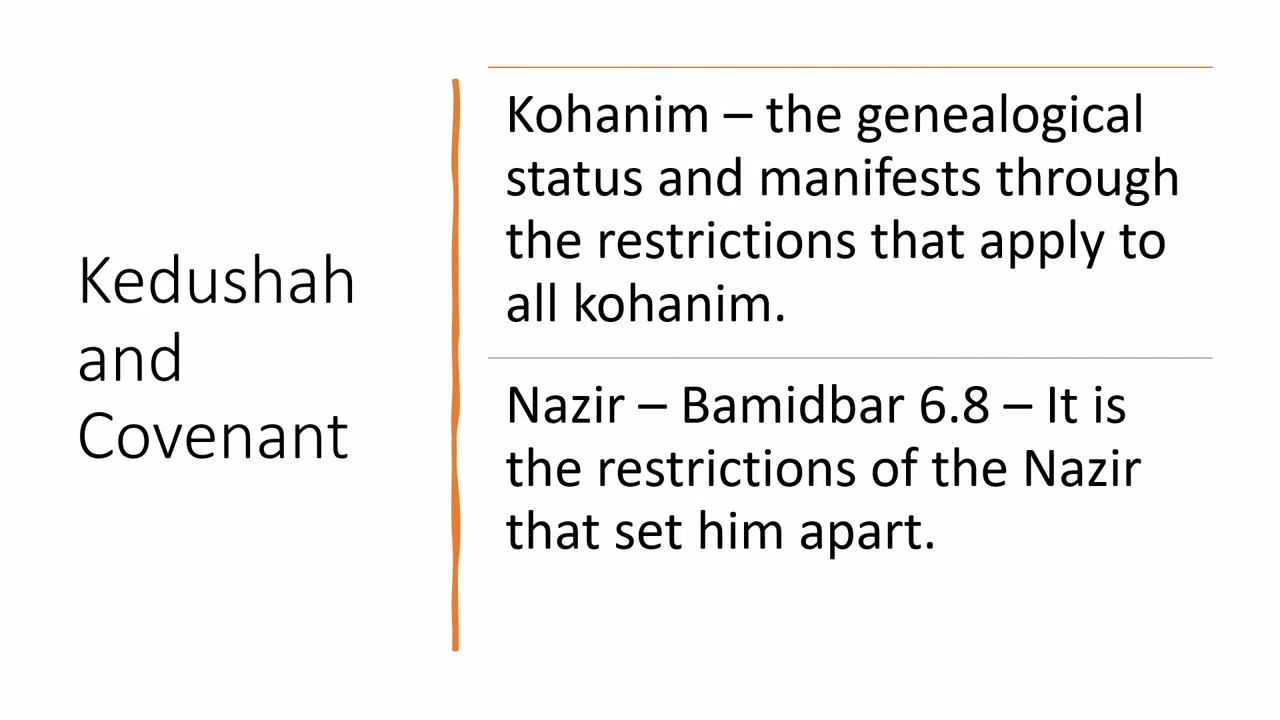 Kedushah
and
Covenant
Kohanim – the genealogical
status and manifests through
the restrictions that apply to
all kohanim.
Nazir – Bamidbar 6.8 – It is
the restrictions of the Nazir
that set him apart.